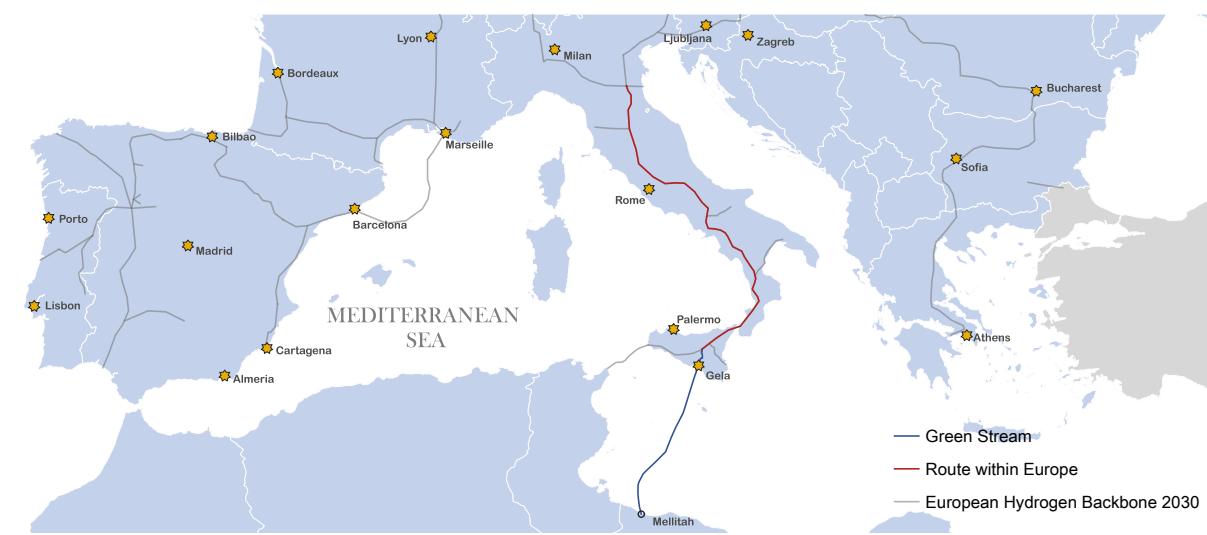 Lyon
Milan
Ljubljana
Zagreb
Bordeaux
Bucharest
Bilbao
Marseille
Sofia
Rome
Porto
Barcelona
Madrid
Lisbon
MEDITERRANEAN
SEA
Palermo
Cartagena
Athens
Almeria
Gela
Green Stream
Route within Europe
European Hydrogen Backbone 2030
Mellitah